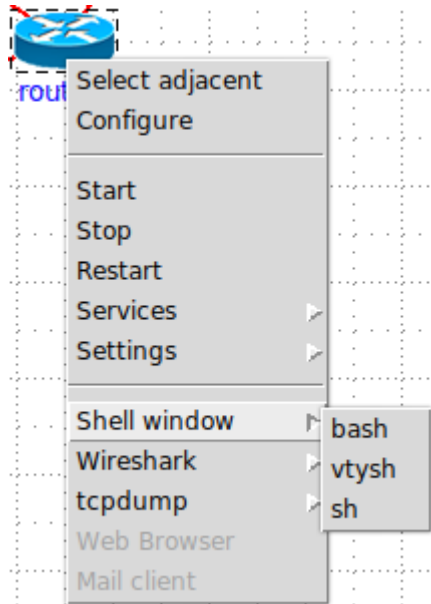 rout
Select adjacent
Configure
Start
Stop
Restart
Services
Settings
Shell window
Wireshark
tcpdump
Web Browser
Mail client
bash
vtysh
sh